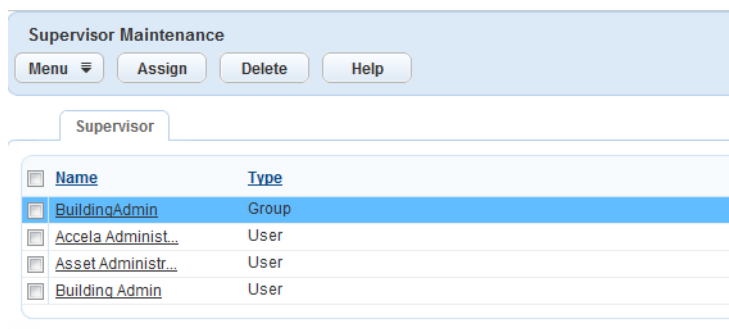 Supervisor Maintenance
Menu Assign Delete Help
Supervisor
Name Type
BuildingAdmin Group
Accela Administ... User
Asset Administr... User
Building Admin User